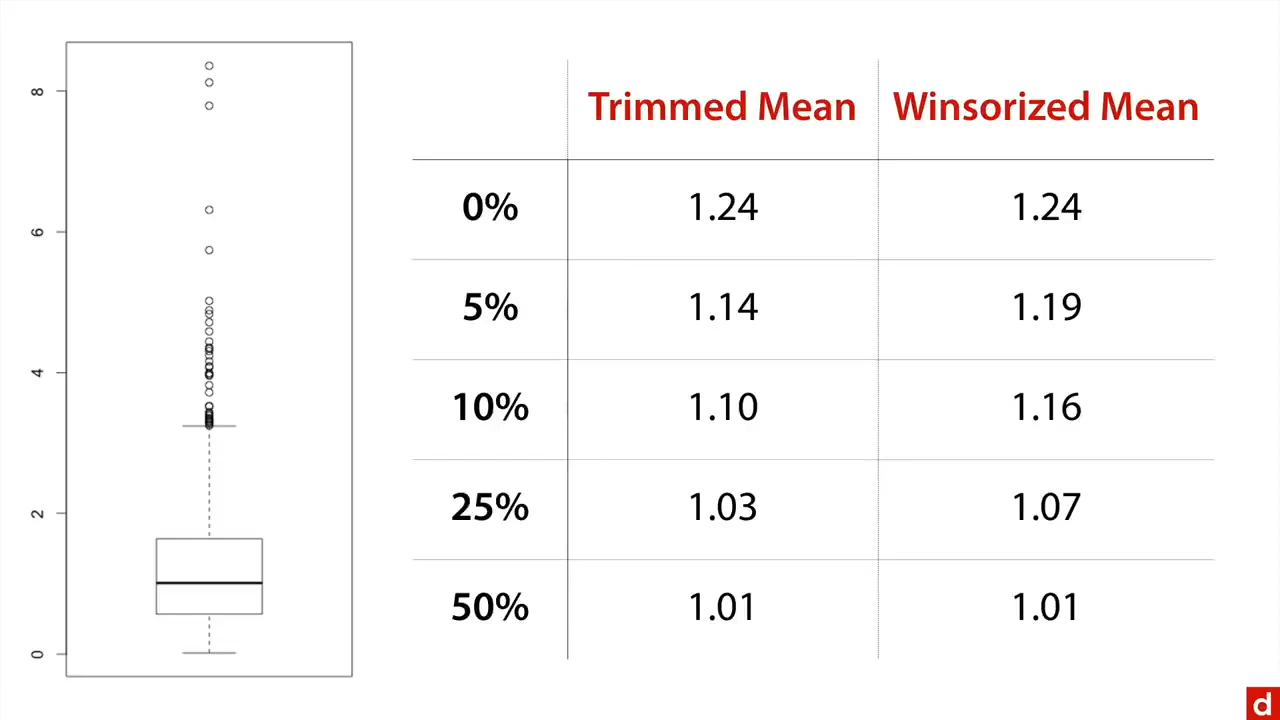 8
6
4
2
0
Trimmed Mean Winsorized Mean
0% 1.24 1.24
5% 1.14 1.19
10% 1.10 1.16
25% 1.03 1.07
50% 1.01 1.01
d